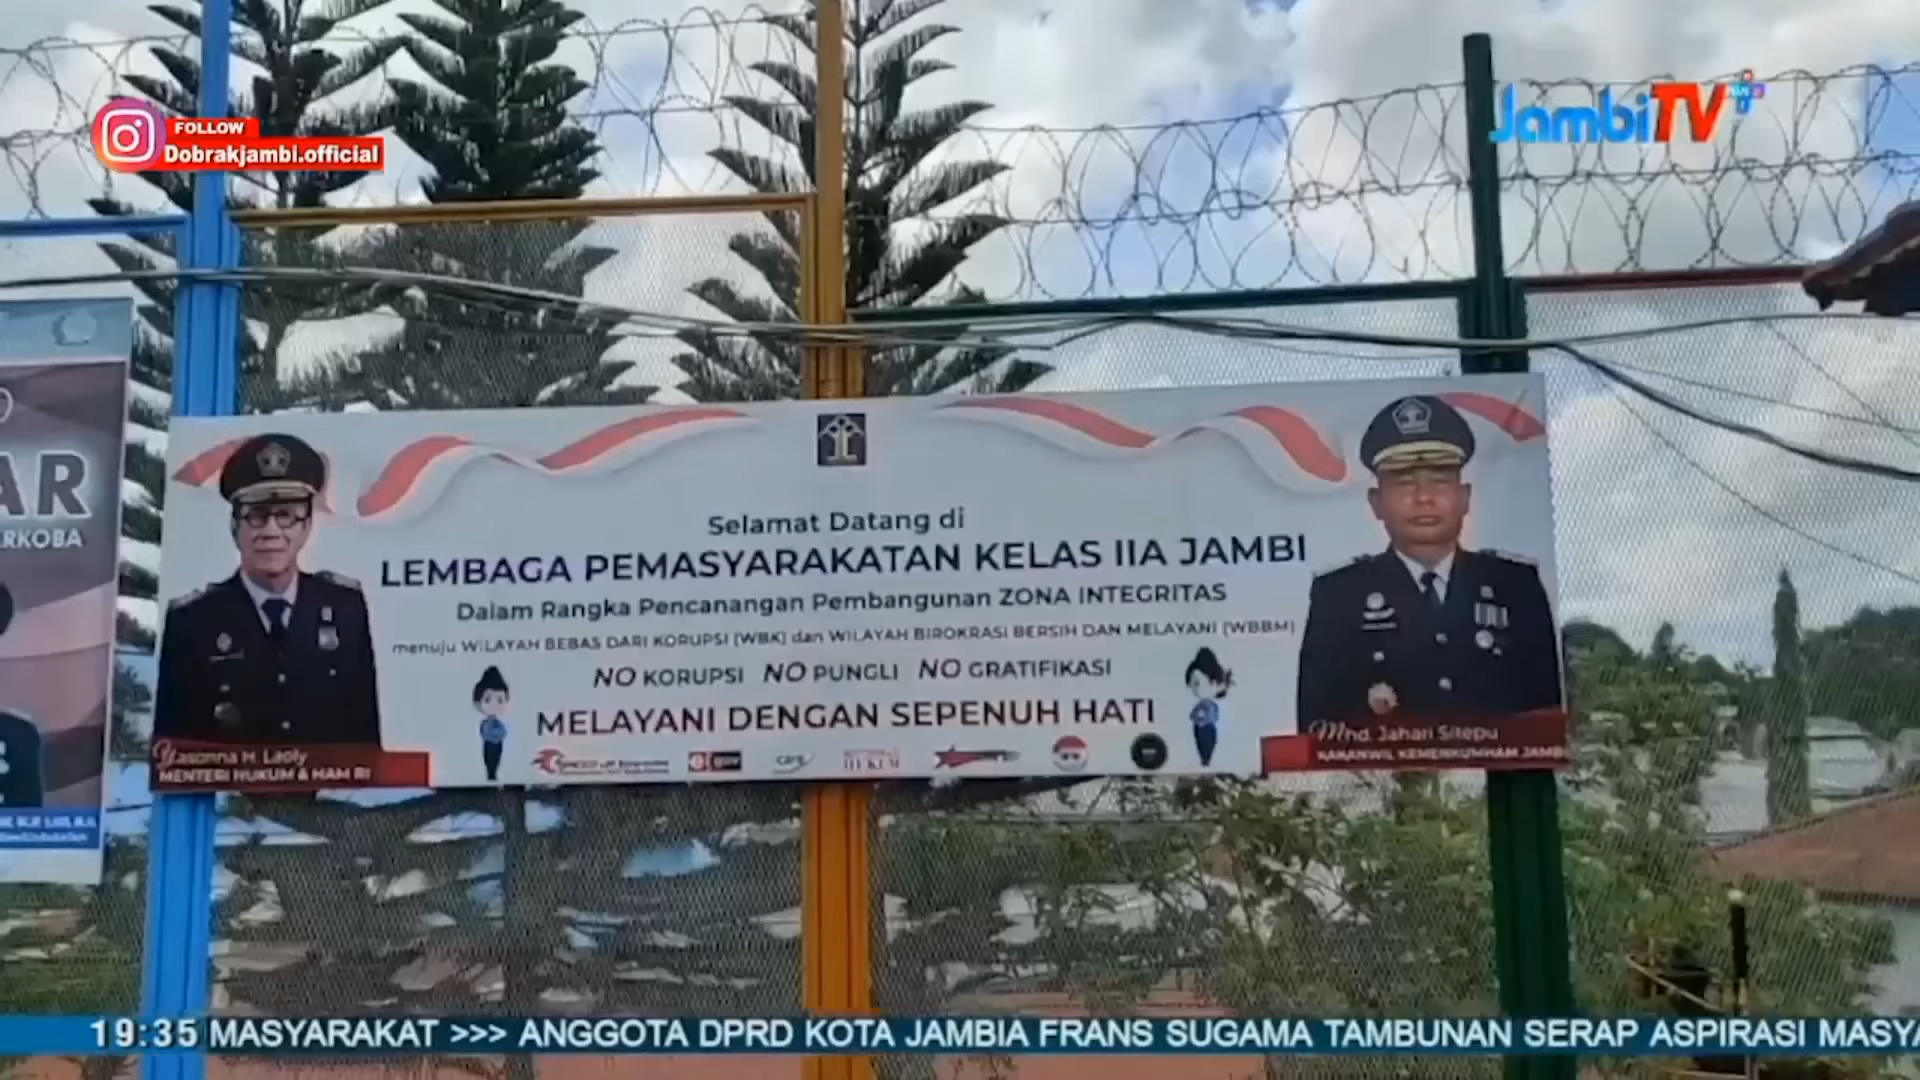 FOLLOW
Dobrakjambi.official
JambiTV
AR
RKOBA
Selamat Datang di
LEMBAGA PEMASYARAKATAN KELAS IIA JAMBI
Dalam Rangka Pencanangan Pembangunan ZONA INTEGRITAS
menuju WILAYAH BEBAS DARI KORUPSI (WBK) dan WILAYAH BIROKRASI BERSIH DAN MELAYANI (WBBM)
NO KORUPSI NO PUNGLI NO GRATIFIKASI
MELAYANI DENGAN SEPENUH HATI
Yasonna H. Laoly
MENTERI HUKUM & HAM RI
Mhd. Jahari Sitepu
KAKANWIL KEMENKUMHAM JAMBI
19:35 MASYARAKAT >>> ANGGOTA DPRD KOTA JAMBIA FRANS SUGAMA TAMBUNAN SERAP ASPIRASI MASYA